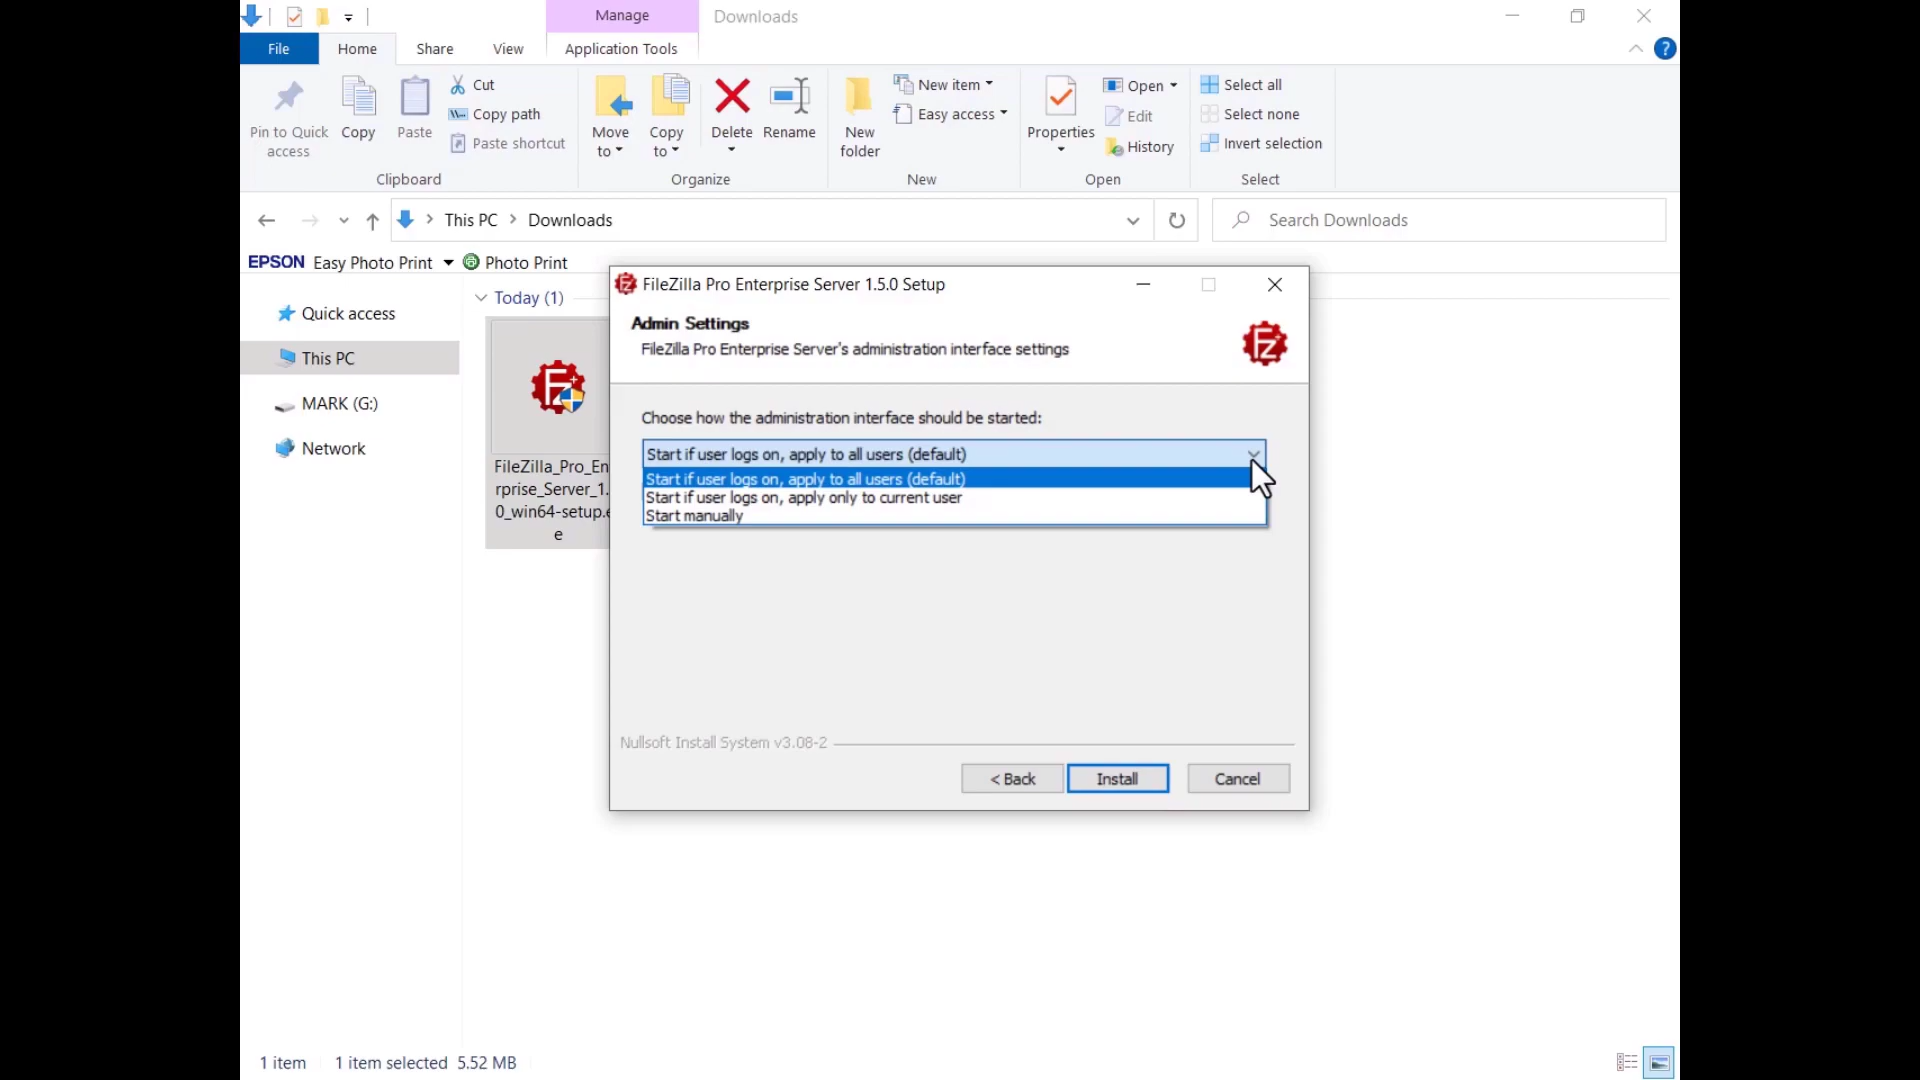 Manage
Downloads
File
Home
Share
View
Application Tools
Pin to Quick access
Copy
Paste
Cut
Copy path
Paste shortcut
Clipboard
Move to
Copy to
Delete
Rename
Organize
New folder
New item
Easy access
New
Properties
Open
Edit
History
Open
Select all
Select none
Invert selection
Select
This PC > Downloads
Search Downloads
EPSON Easy Photo Print
Photo Print
Quick access
This PC
MARK (G:)
Network
Today (1)
FileZilla_Pro_En
rprise_Server_1.
0_win64-setup.e
e
FileZilla Pro Enterprise Server 1.5.0 Setup
Admin Settings
FileZilla Pro Enterprise Server's administration interface settings
Choose how the administration interface should be started:
Start if user logs on, apply to all users (default)
Start if user logs on, apply to all users (default)
Start if user logs on, apply only to current user
Start manually
Nullsoft Install System v3.08-2
< Back
Install
Cancel
1 item
1 item selected 5.52 MB